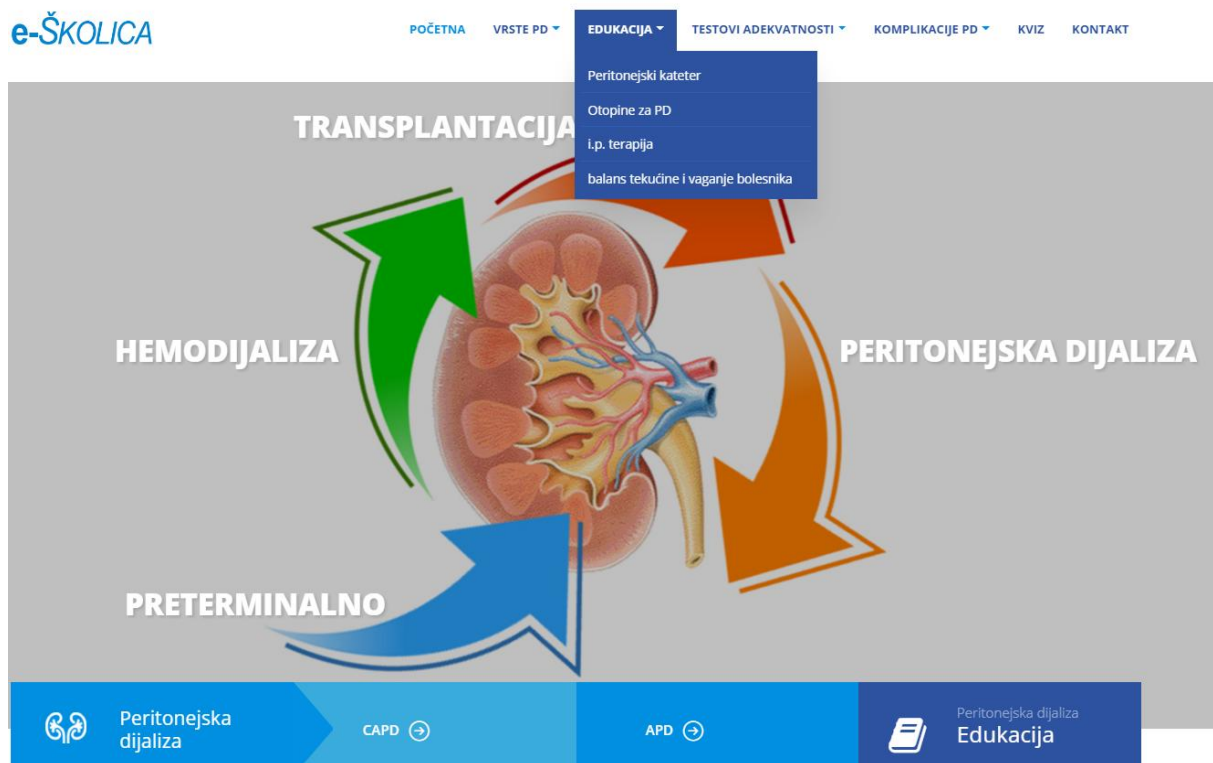 e-ŠKOLICA
POČETNA VRSTE PD EDUKACIJA TESTOVI ADEKVATNOSTI KOMPLIKACIJE PD KVIZ KONTAKT
Peritonejski kateter
Otopine za PD
i.p. terapija
balans tekućine i vaganje bolesnika
TRANSPLANTACIJA
HEMODIJALIZA
PERITONEJSKA DIJALIZA
PRETERMINALNO
Peritonejska
dijaliza
CAPD
APD
Peritonejska dijaliza
Edukacija